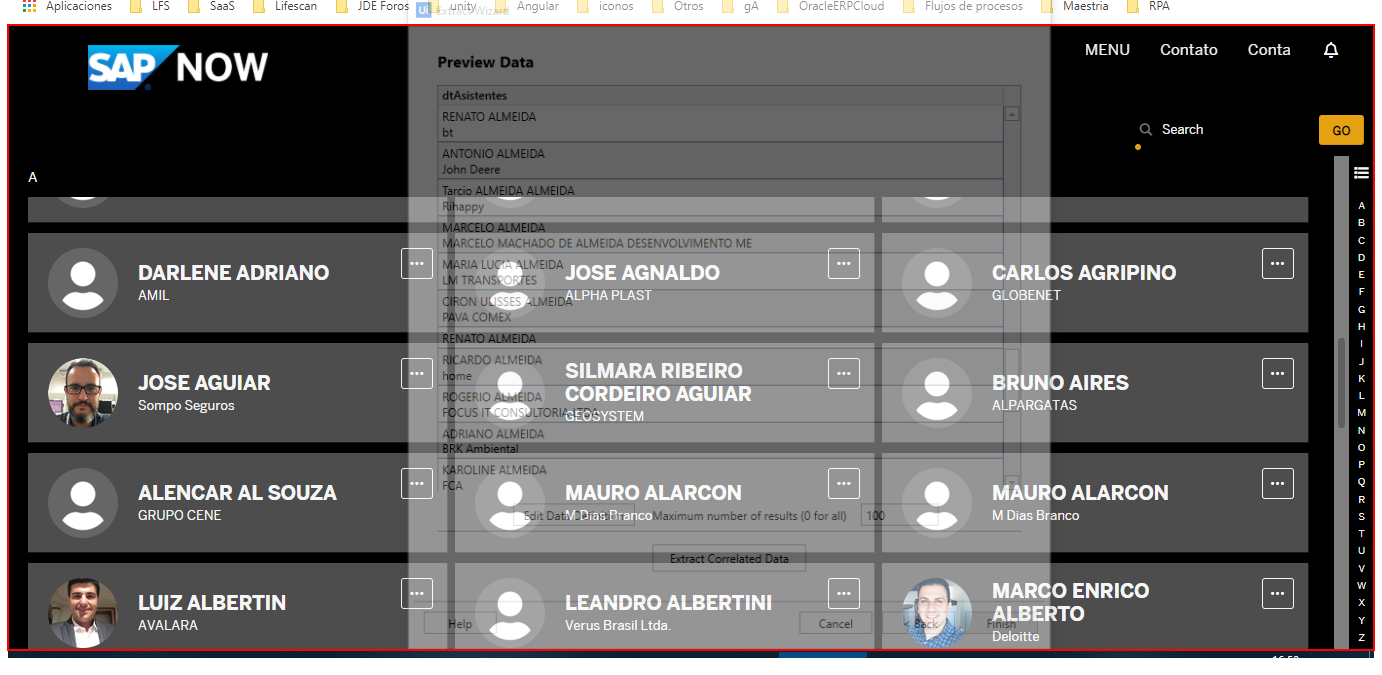 Aplicaciones LFS SaaS Lifescan JDE Foros unity Angular iconos Otros gA OracleERPCloud Flujos de procesos Maestria RPA
Ui Extract Wizard
SAP NOW
MENU Contato Conta
Search
GO
A
Preview Data
dtAsistentes
RENATO ALMEIDA
bt
ANTONIO ALMEIDA
John Deere
Tarcio ALMEIDA ALMEIDA
Rihappy
MARCELO ALMEIDA
MARCELO MACHADO DE ALMEIDA DESENVOLVIMENTO ME
MARIA LUCIA ALMEIDA
LM TRANSPORTES
CIRON ULISSES ALMEIDA
PAVA COMEX
RENATO ALMEIDA
RICARDO ALMEIDA
home
ROGERIO ALMEIDA
FOCUS IT CONSULTORIA LTDA
ADRIANO ALMEIDA
BRK Ambiental
KAROLINE ALMEIDA
FCA
Edit Data
Maximum number of results (0 for all) 100
Extract Correlated Data
Help
Cancel
< Back
Finish
DARLENE ADRIANO
AMIL
JOSE AGNALDO
ALPHA PLAST
CARLOS AGRIPINO
GLOBENET
JOSE AGUIAR
Sompo Seguros
SILMARA RIBEIRO
CORDEIRO AGUIAR
GEOSYSTEM
BRUNO AIRES
ALPARGATAS
ALENCAR AL SOUZA
GRUPO CENE
MAURO ALARCON
M Dias Branco
MAURO ALARCON
M Dias Branco
LUIZ ALBERTIN
AVALARA
LEANDRO ALBERTINI
Verus Brasil Ltda.
MARCO ENRICO
ALBERTO
Deloitte
A
B
C
D
E
F
G
H
I
J
K
L
M
N
O
P
Q
R
S
T
U
V
W
X
Y
Z